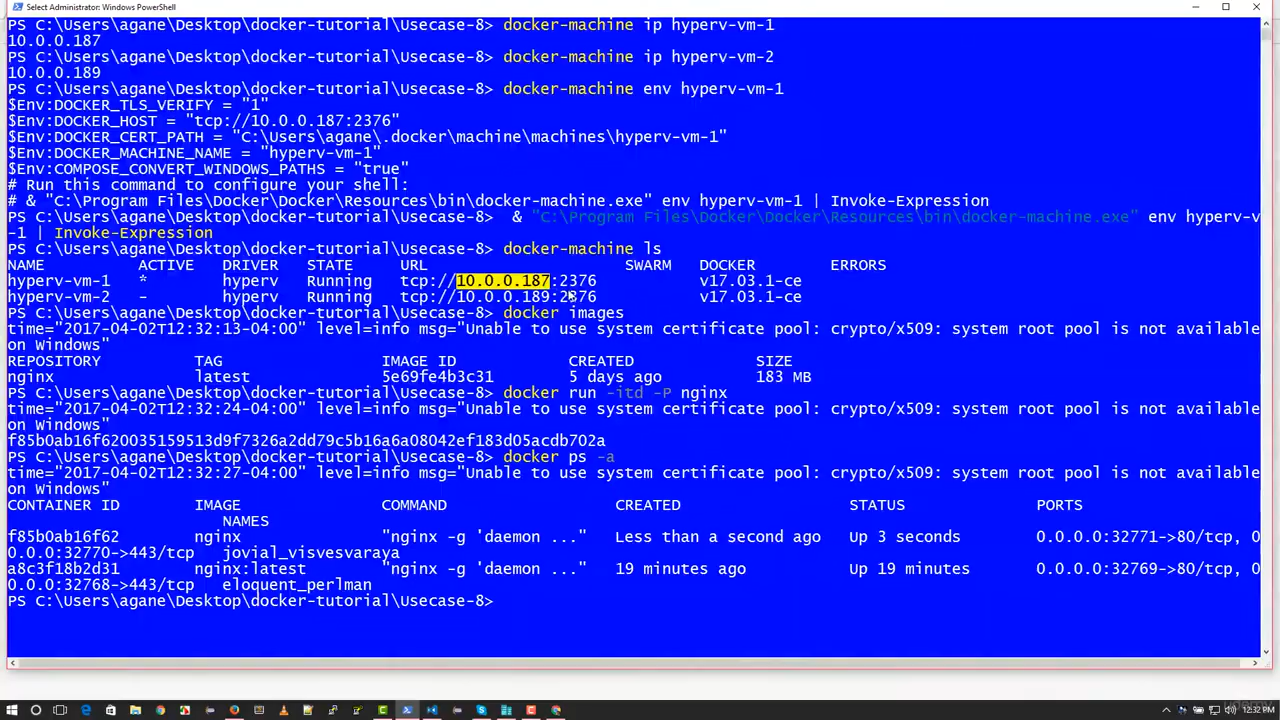 Select Administrator: Windows PowerShell
PS C:\Users\agane\Desktop\docker-tutorial\Usecase-8> docker-machine ip hyperv-vm-1
10.0.0.187
PS C:\Users\agane\Desktop\docker-tutorial\Usecase-8> docker-machine ip hyperv-vm-2
10.0.0.189
PS C:\Users\agane\Desktop\docker-tutorial\Usecase-8> docker-machine env hyperv-vm-1
$Env:DOCKER_TLS_VERIFY = "1"
$Env:DOCKER_HOST = "tcp://10.0.0.187:2376"
$Env:DOCKER_CERT_PATH = "C:\Users\agane\.docker\machine\machines\hyperv-vm-1"
$Env:DOCKER_MACHINE_NAME = "hyperv-vm-1"
$Env:COMPOSE_CONVERT_WINDOWS_PATHS = "true"
# Run this command to configure your shell:
# & "C:\Program Files\Docker\Docker\Resources\bin\docker-machine.exe" env hyperv-vm-1 | Invoke-Expression
PS C:\Users\agane\Desktop\docker-tutorial\Usecase-8>  & "C:\Program Files\Docker\Docker\Resources\bin\docker-machine.exe" env hyperv-v
-1 | Invoke-Expression
PS C:\Users\agane\Desktop\docker-tutorial\Usecase-8> docker-machine ls
NAME ACTIVE DRIVER STATE URL SWARM DOCKER ERRORS
hyperv-vm-1 * hyperv Running tcp://10.0.0.187:2376 v17.03.1-ce
hyperv-vm-2 - hyperv Running tcp://10.0.0.189:2376 v17.03.1-ce
PS C:\Users\agane\Desktop\docker-tutorial\Usecase-8> docker images
time="2017-04-02T12:32:13-04:00" level=info msg="Unable to use system certificate pool: crypto/x509: system root pool is not available
on Windows"
REPOSITORY TAG IMAGE ID CREATED SIZE
nginx latest 5e69fe4b3c31 5 days ago 183 MB
PS C:\Users\agane\Desktop\docker-tutorial\Usecase-8> docker run -itd -P nginx
time="2017-04-02T12:32:24-04:00" level=info msg="Unable to use system certificate pool: crypto/x509: system root pool is not available
on Windows"
f85b0ab16f620035159513d9f7326a2dd79c5b16a6a08042ef183d05acdb702a
PS C:\Users\agane\Desktop\docker-tutorial\Usecase-8> docker ps -a
time="2017-04-02T12:32:27-04:00" level=info msg="Unable to use system certificate pool: crypto/x509: system root pool is not available
on Windows"
CONTAINER ID IMAGE COMMAND CREATED STATUS PORTS
NAMES
f85b0ab16f62 nginx "nginx -g 'daemon ..." Less than a second ago Up 3 seconds 0.0.0.0:32771->80/tcp, 0
0.0.0:32770->443/tcp jovial_visvesvaraya
a8c3f18b2d31 nginx:latest "nginx -g 'daemon ..." 19 minutes ago Up 19 minutes 0.0.0.0:32769->80/tcp, 0
0.0.0:32768->443/tcp eloquent_perlman
PS C:\Users\agane\Desktop\docker-tutorial\Usecase-8>
udemy
12:32 PM